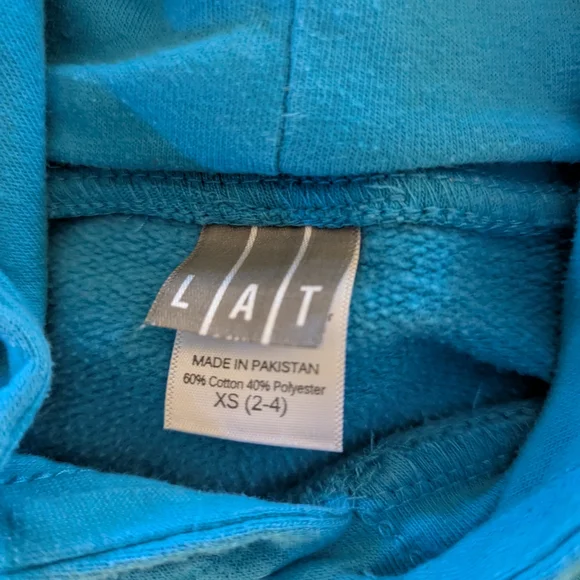 L/A/T
MADE IN PAKISTAN
60% Cotton 40% Polyester
XS (2-4)